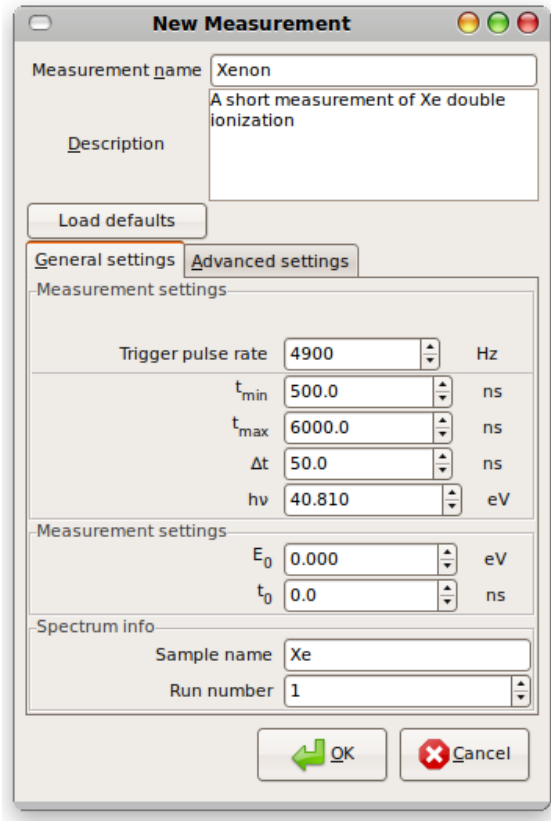 New Measurement
Measurement name Xenon
A short measurement of Xe double
ionization
Description
Load defaults
General settings Advanced settings
Measurement settings
Trigger pulse rate 4900 Hz
tmin 500.0 ns
tmax 6000.0 ns
Δt 50.0 ns
hν 40.810 eV
Measurement settings
E0 0.000 eV
t0 0.0 ns
Spectrum info
Sample name Xe
Run number 1
OK Cancel